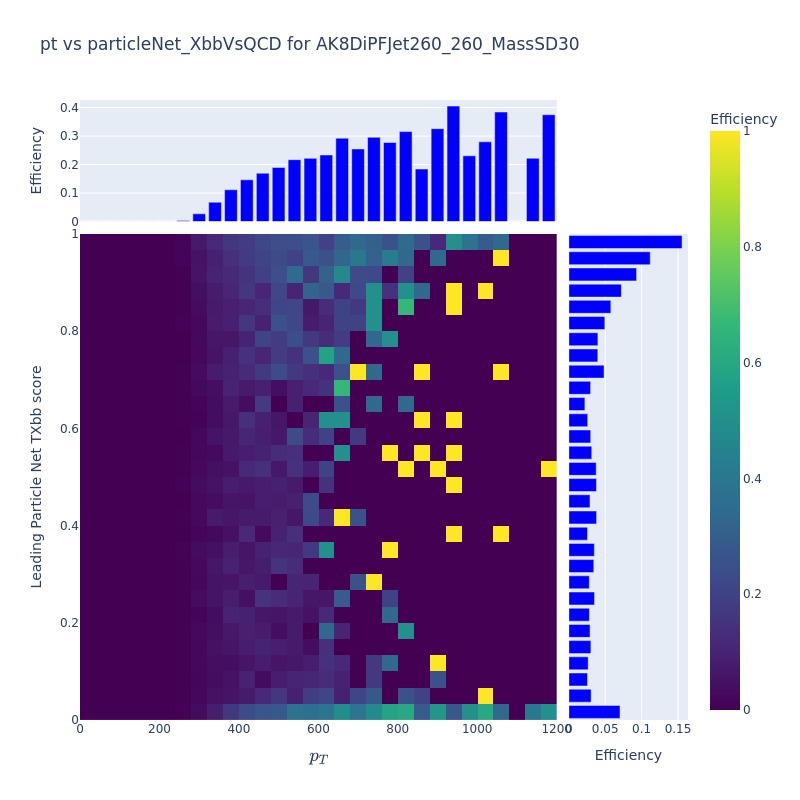 pt vs particleNet_XbbVsQCD for AK8DiPFJet260_260_MassSD30
Efficiency
0.4
0.3
0.2
0.1
0
Efficiency
1
0.8
0.6
0.4
0.2
0
Leading Particle Net TXbb score
1
0.8
0.6
0.4
0.2
0
0 200 400 600 800 1000 1200
p_T
0 0.05 0.1 0.15
Efficiency